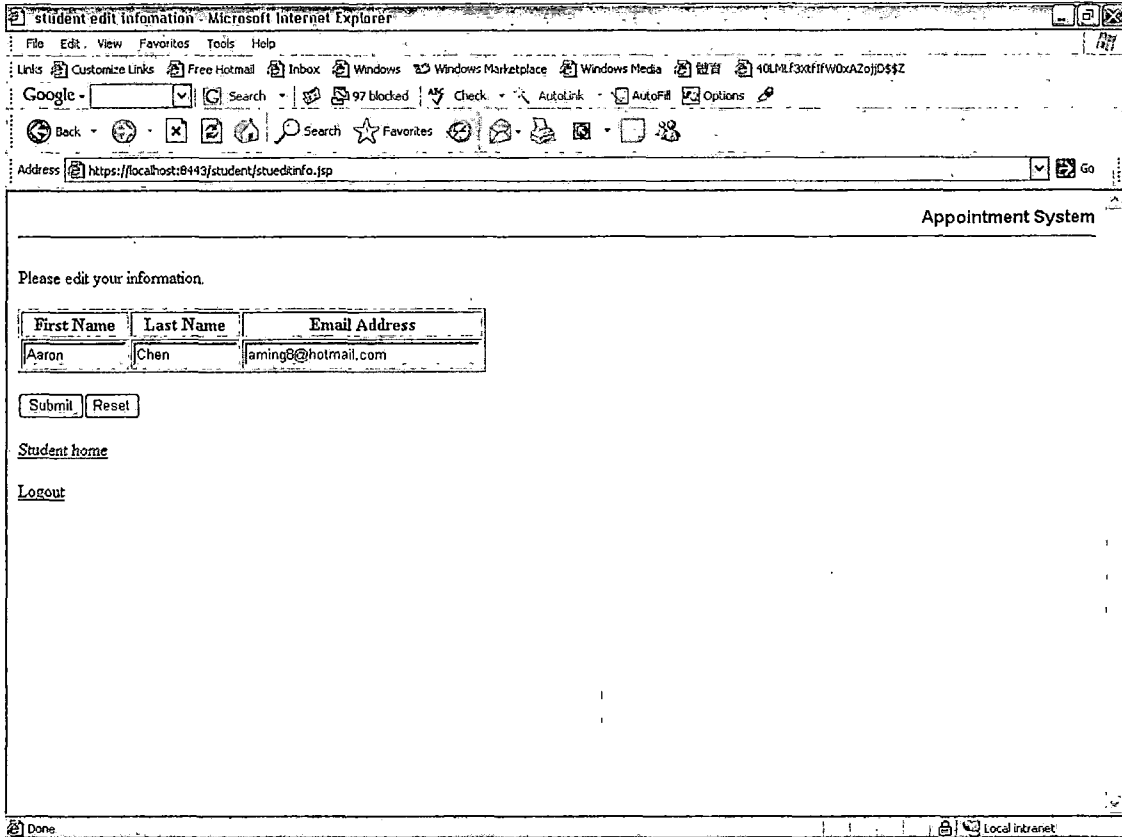 student edit infomation - Microsoft Internet Explorer
File Edit View Favorites Tools Help
Links Customize Links Free Hotmail Inbox Windows Windows Marketplace Windows Media
Google - Search 97 blocked Check AutoLink AutoFill Options
Back Search Favorites
Address https://localhost:8443/student/stueditinfo.jsp Go
Appointment System
Please edit your information.
First Name Last Name Email Address
Aaron Chen aming8@hotmail.com
Submit Reset
Student home
Logout
Done Local intranet